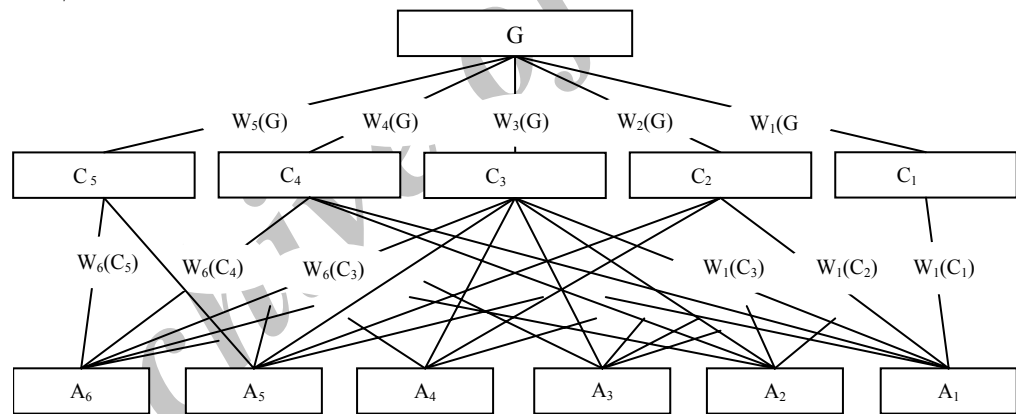 G
W₅(G) W₄(G) W₃(G) W₂(G) W₁(G
C₅ C₄ C₃ C₂ C₁
W₆(C₅) W₆(C₄) W₆(C₃) W₁(C₃) W₁(C₂) W₁(C₁)
A₆ A₅ A₄ A₃ A₂ A₁